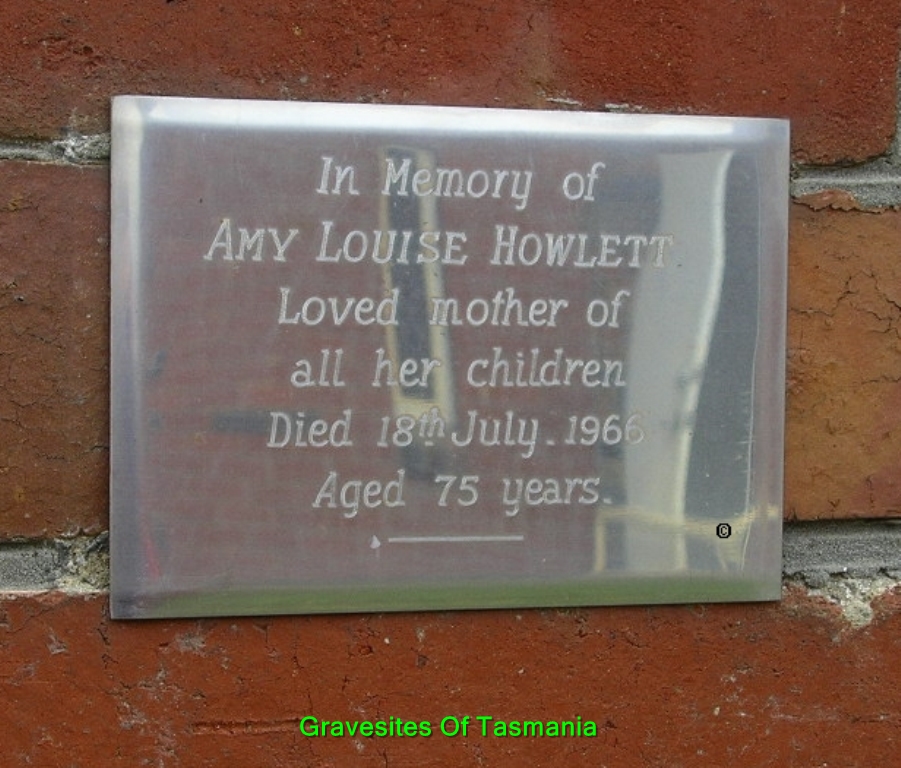 In Memory of
AMY LOUISE HOWLETT
Loved mother of
all her children
Died 18th July. 1966
Aged 75 years.
©
Gravesites Of Tasmania